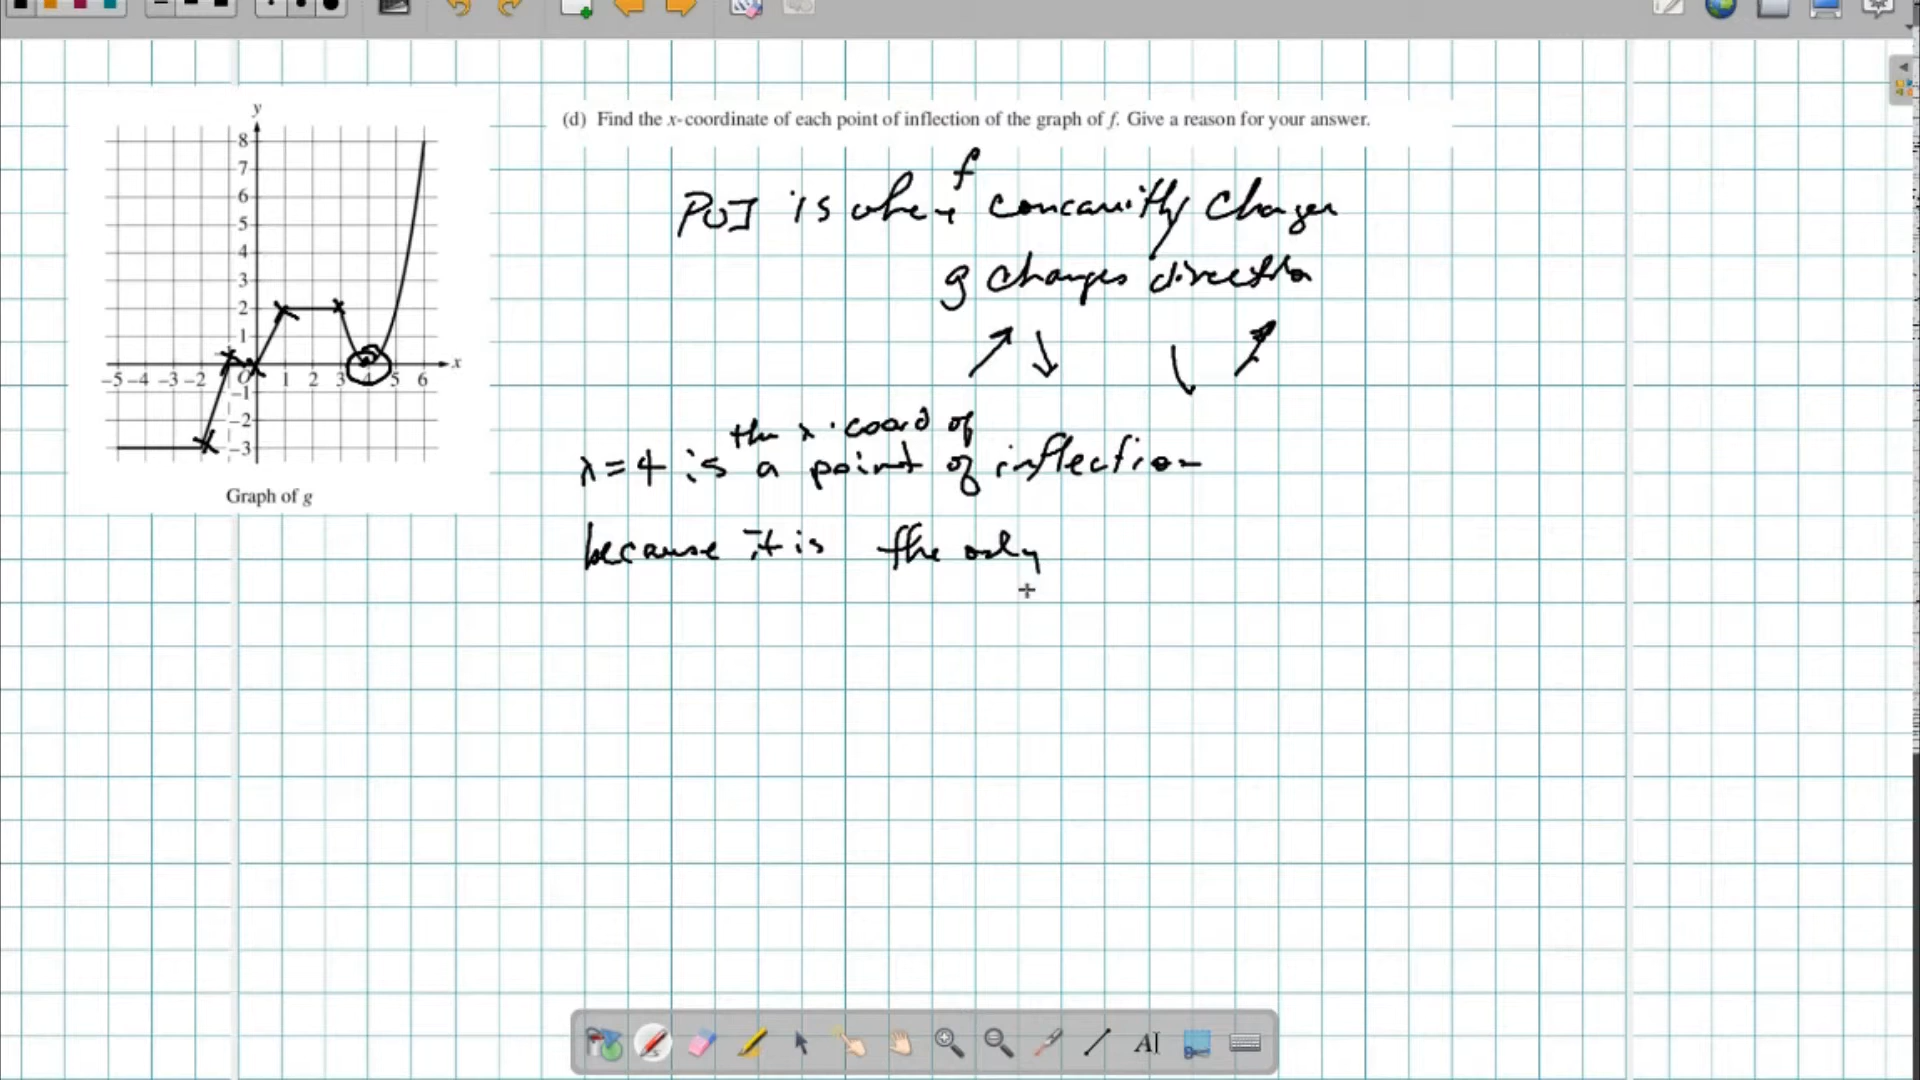 y
8
7
6
5
4
3
2
1
-5 -4 -3 -2 O 1 2 3 4 5 6 x
-1
-2
-3
Graph of g
(d) Find the x-coordinate of each point of inflection of the graph of f. Give a reason for your answer.
f
POI is when concavity changes
g changes direction
the x-coord of
x=4 is a point of inflection
because it is the only
AI